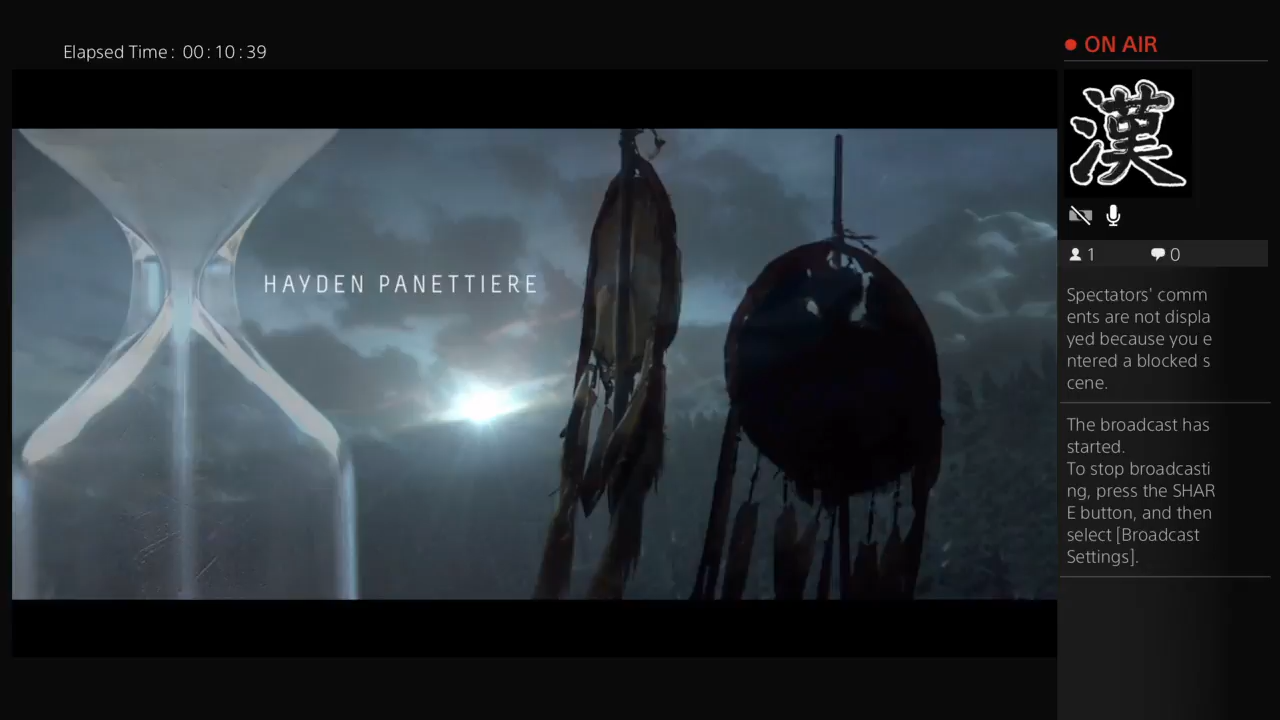 Elapsed Time: 00:10:39
ON AIR
漢
1 0
HAYDEN PANETTIERE
Spectators' comm
ents are not displa
yed because you e
ntered a blocked s
cene.
The broadcast has
started.
To stop broadcasti
ng, press the SHAR
E button, and then
select [Broadcast
Settings].